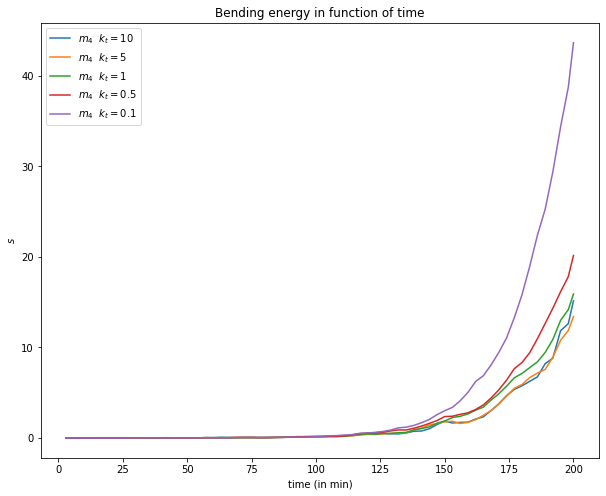 Bending energy in function of time
m₄ kₜ = 10
m₄ kₜ = 5
m₄ kₜ = 1
m₄ kₜ = 0.5
m₄ kₜ = 0.1
s
40
30
20
10
0
0 25 50 75 100 125 150 175 200
time (in min)